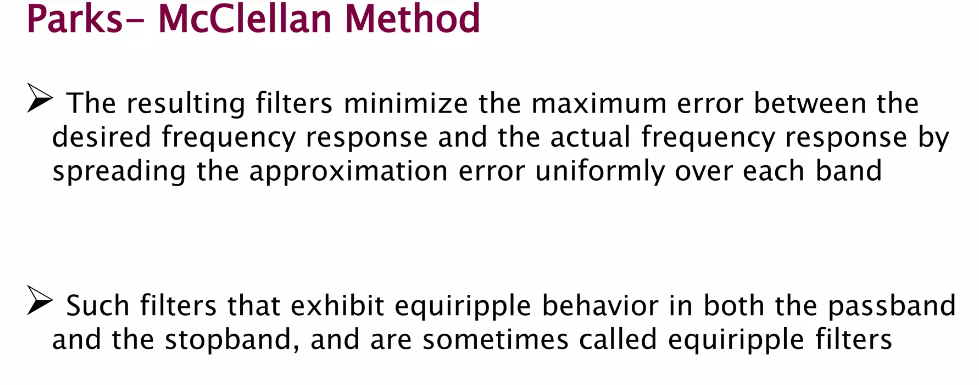 Parks– McClellan Method
➢ The resulting filters minimize the maximum error between the
desired frequency response and the actual frequency response by
spreading the approximation error uniformly over each band
➢ Such filters that exhibit equiripple behavior in both the passband
and the stopband, and are sometimes called equiripple filters